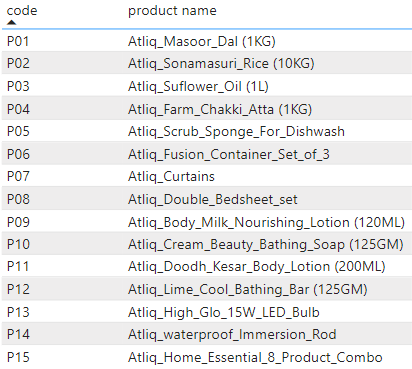 code product name
P01 Atliq_Masoor_Dal (1KG)
P02 Atliq_Sonamasuri_Rice (10KG)
P03 Atliq_Suflower_Oil (1L)
P04 Atliq_Farm_Chakki_Atta (1KG)
P05 Atliq_Scrub_Sponge_For_Dishwash
P06 Atliq_Fusion_Container_Set_of_3
P07 Atliq_Curtains
P08 Atliq_Double_Bedsheet_set
P09 Atliq_Body_Milk_Nourishing_Lotion (120ML)
P10 Atliq_Cream_Beauty_Bathing_Soap (125GM)
P11 Atliq_Doodh_Kesar_Body_Lotion (200ML)
P12 Atliq_Lime_Cool_Bathing_Bar (125GM)
P13 Atliq_High_Glo_15W_LED_Bulb
P14 Atliq_waterproof_Immersion_Rod
P15 Atliq_Home_Essential_8_Product_Combo